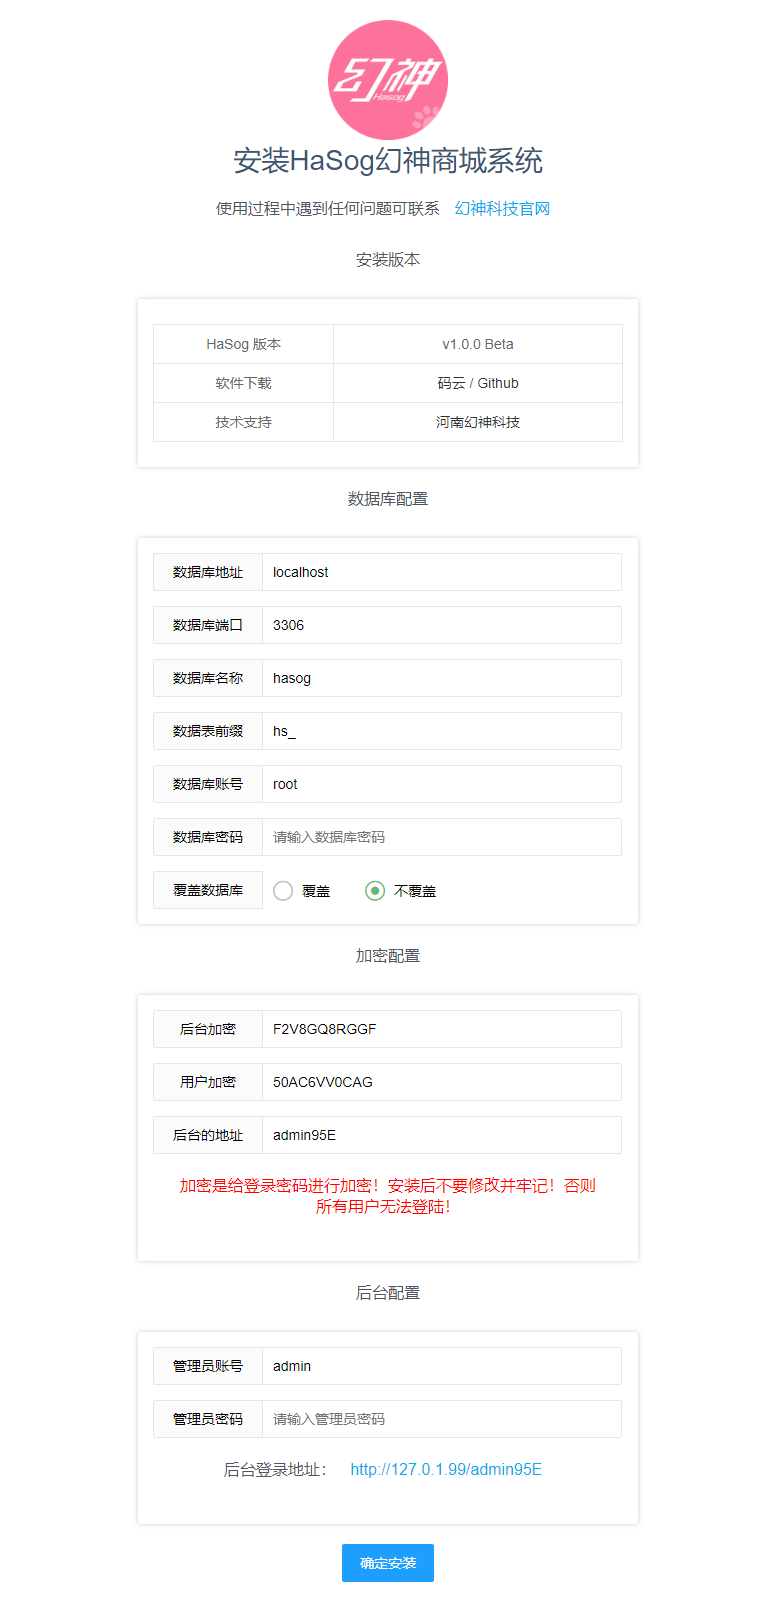 幻神
Hasog
安装HaSog幻神商城系统
使用过程中遇到任何问题可联系 幻神科技官网
安装版本
HaSog 版本 v1.0.0 Beta
软件下载 码云 / Github
技术支持 河南幻神科技
数据库配置
数据库地址 localhost
数据库端口 3306
数据库名称 hasog
数据表前缀 hs_
数据库账号 root
数据库密码 请输入数据库密码
覆盖数据库 覆盖 不覆盖
加密配置
后台加密 F2V8GQ8RGGF
用户加密 50AC6VV0CAG
后台的地址 admin95E
加密是给登录密码进行加密！安装后不要修改并牢记！否则
所有用户无法登陆！
后台配置
管理员账号 admin
管理员密码 请输入管理员密码
后台登录地址： http://127.0.1.99/admin95E
确定安装